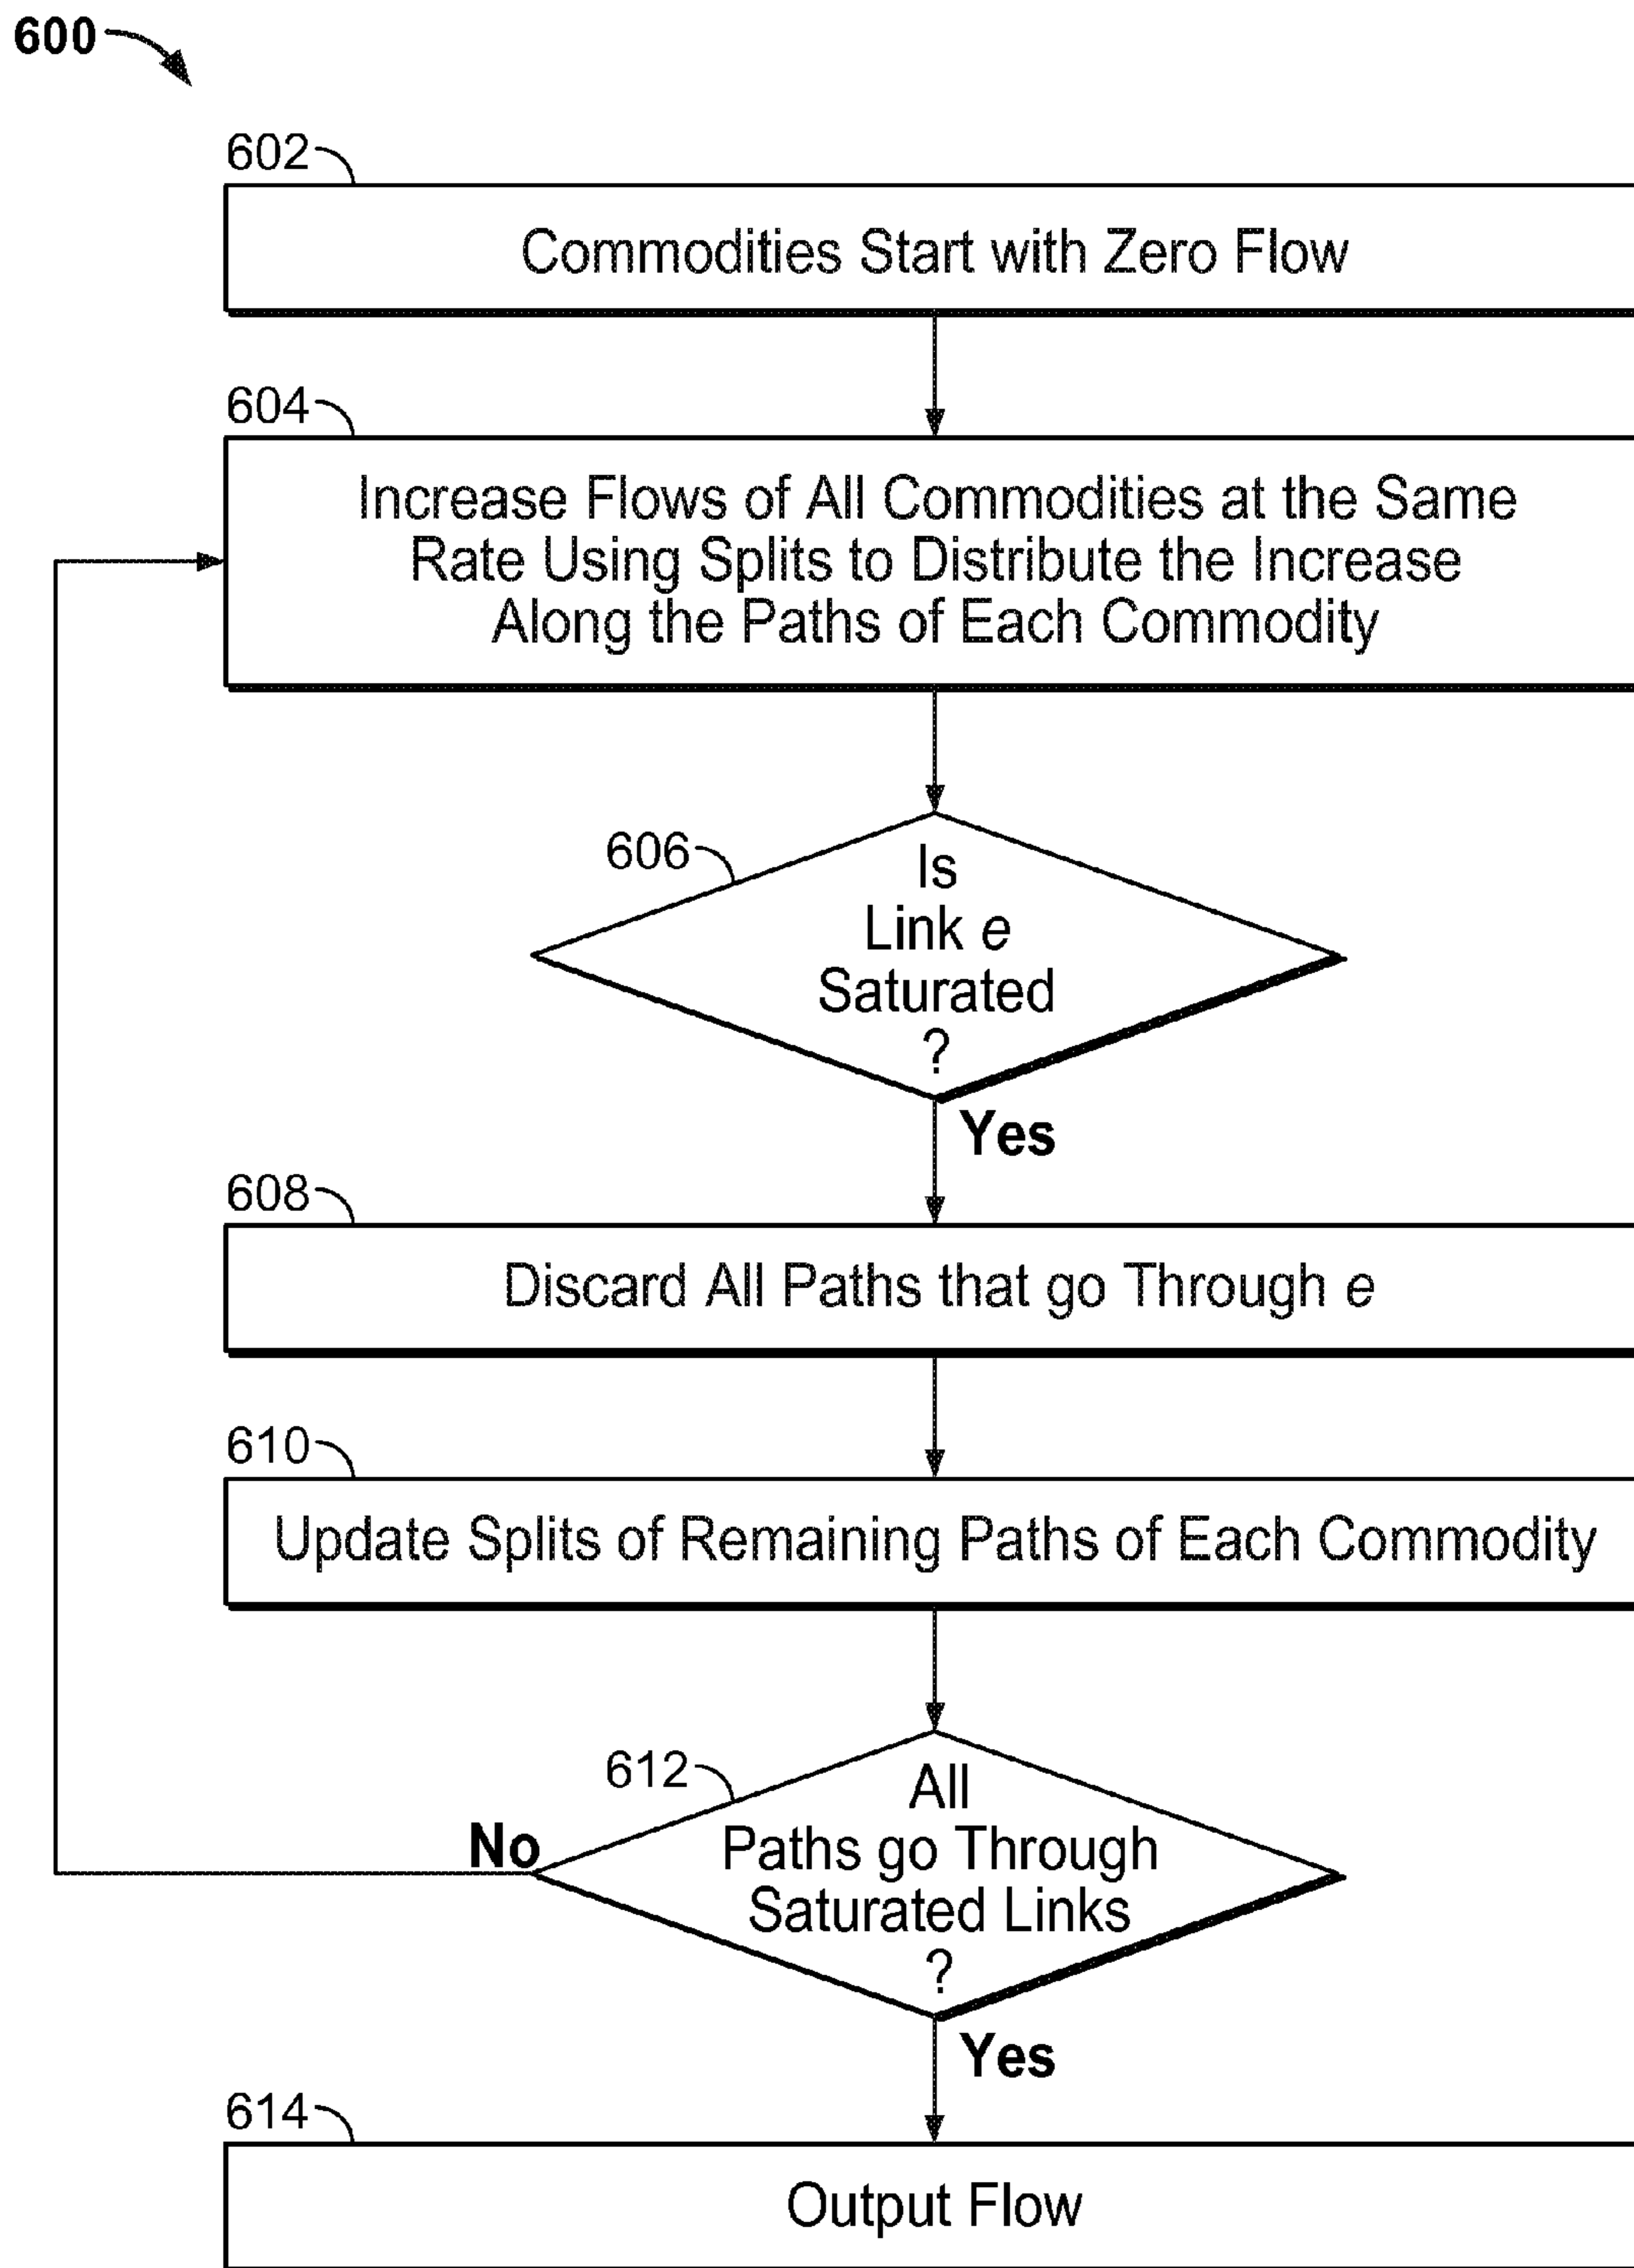 600
602
Commodities Start with Zero Flow
604
Increase Flows of All Commodities at the Same
Rate Using Splits to Distribute the Increase
Along the Paths of Each Commodity
606
Is
Link e
Saturated
?
Yes
608
Discard All Paths that go Through e
610
Update Splits of Remaining Paths of Each Commodity
612
All
Paths go Through
Saturated Links
?
No
Yes
614
Output Flow